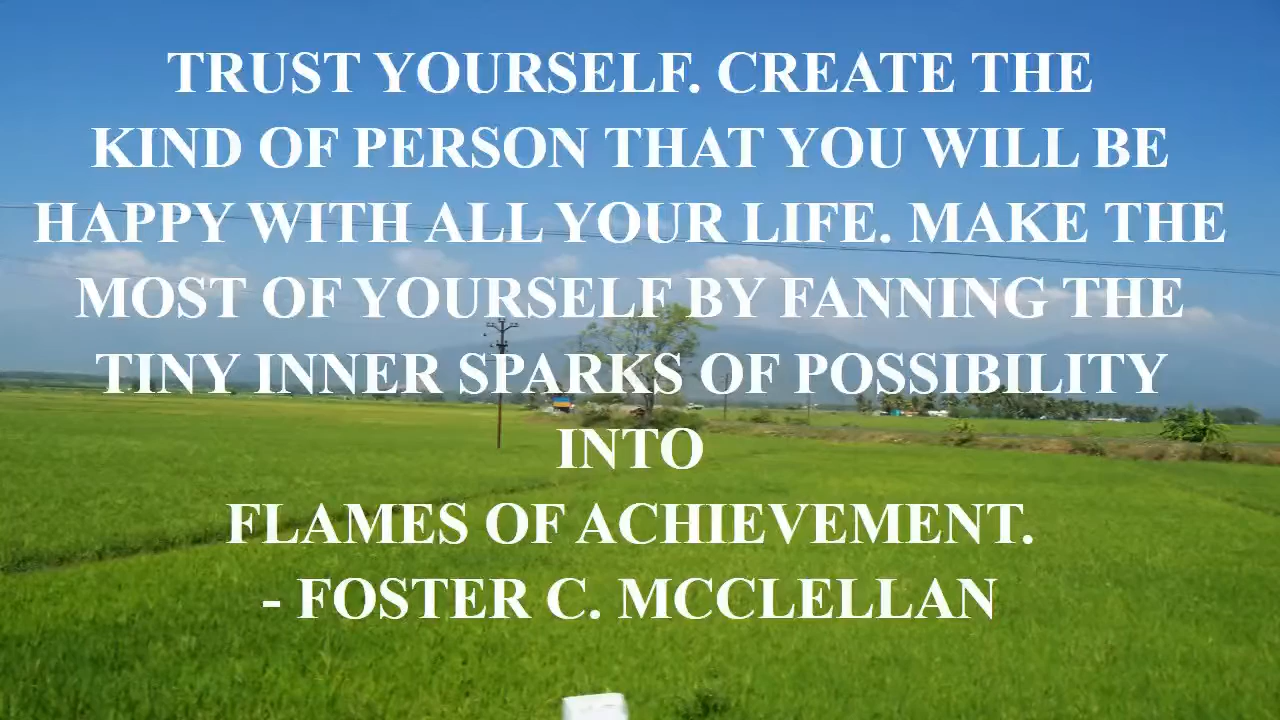 TRUST YOURSELF. CREATE THE
KIND OF PERSON THAT YOU WILL BE
HAPPY WITH ALL YOUR LIFE. MAKE THE
MOST OF YOURSELF BY FANNING THE
TINY INNER SPARKS OF POSSIBILITY
INTO
FLAMES OF ACHIEVEMENT.
- FOSTER C. MCCLELLAN